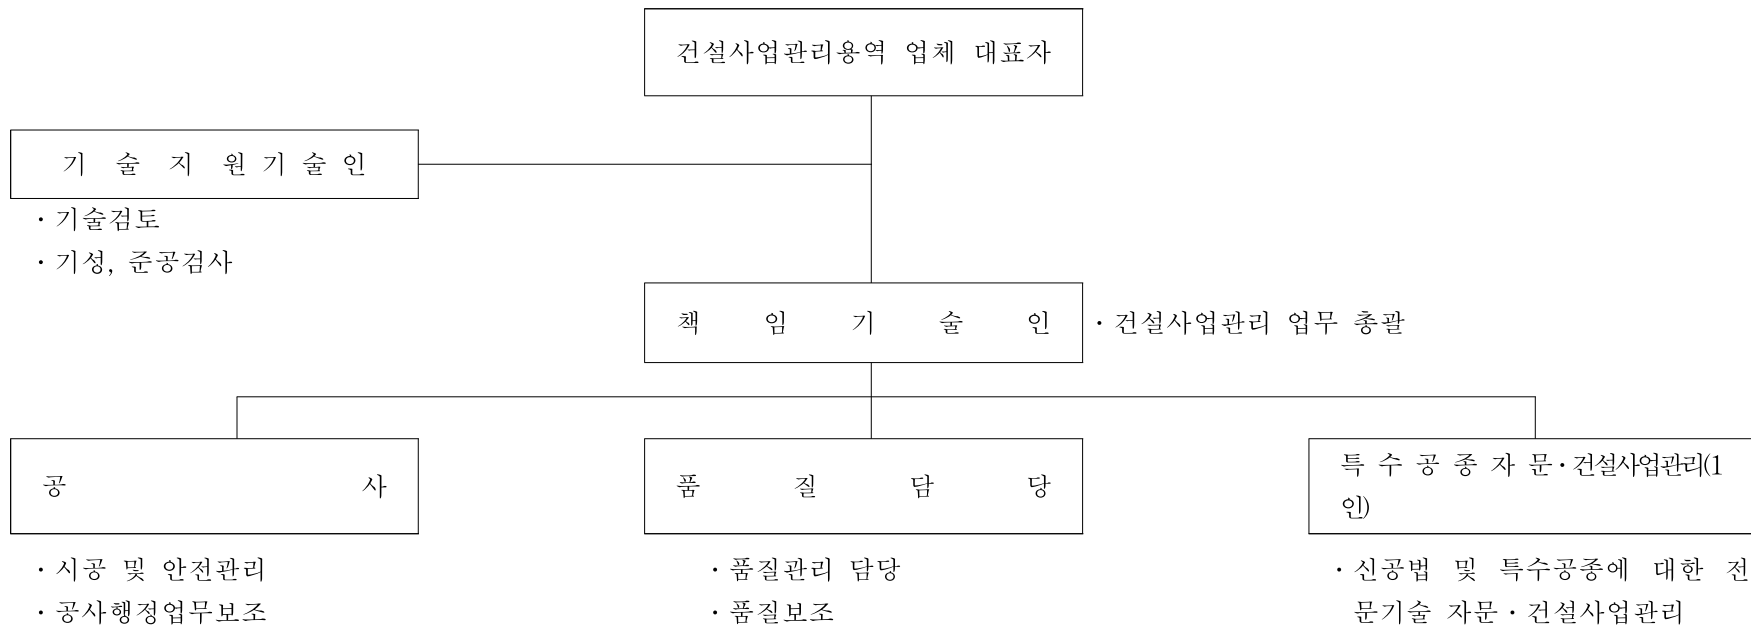 건설사업관리용역 업체 대표자
기 술 지 원 기 술 인
· 기술검토
· 기성, 준공검사
책 임 기 술 인
· 건설사업관리 업무 총괄
공 사
· 시공 및 안전관리
· 공사행정업무보조
품 질 담 당
· 품질관리 담당
· 품질보조
특 수 공 종 자 문·건설사업관리(1
인)
· 신공법 및 특수공종에 대한 전
문기술 자문·건설사업관리